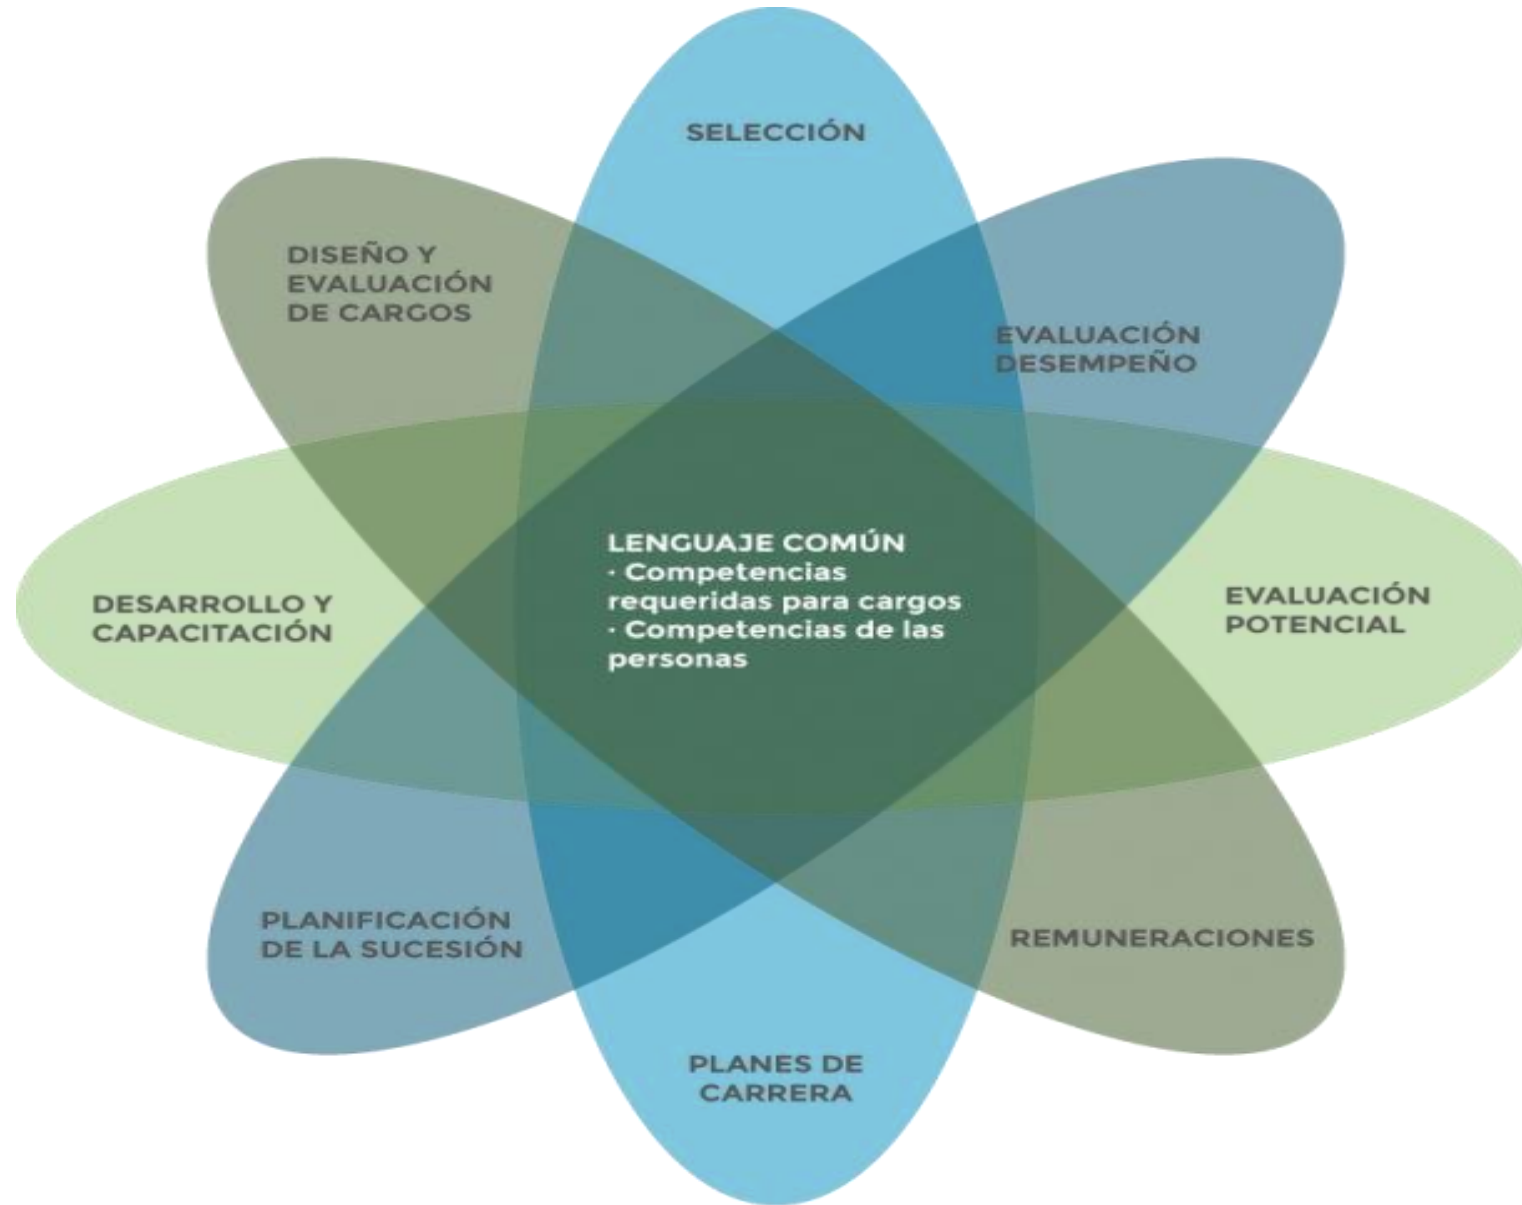 SELECCIÓN
DISEÑO Y
EVALUACIÓN
DE CARGOS
EVALUACIÓN
DESEMPEÑO
LENGUAJE COMÚN
· Competencias
requeridas para cargos
· Competencias de las
personas
DESARROLLO Y
CAPACITACIÓN
EVALUACIÓN
POTENCIAL
PLANIFICACIÓN
DE LA SUCESIÓN
REMUNERACIONES
PLANES DE
CARRERA